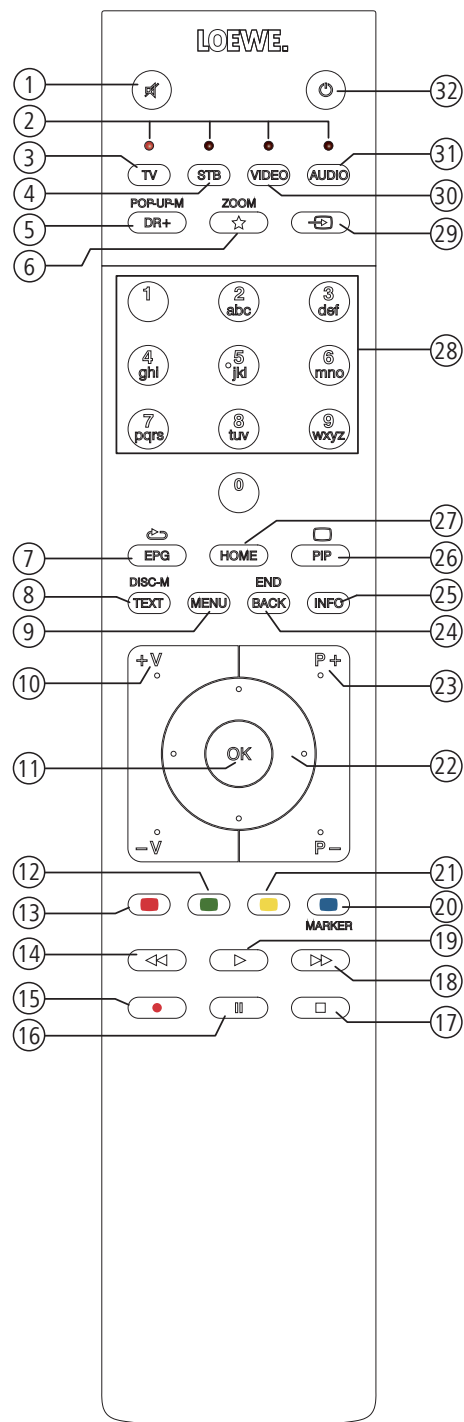 LOEWE.
1 32
2
3 TV STB VIDEO AUDIO 31
4 30
POP-UP-M ZOOM
5 DR+ 29
6
1 2 3
abc def
4 5 6 28
ghi jkl mno
7 8 9
pqrs tuv wxyz
0
27
7 EPG HOME PIP 26
DISC-M END
8 TEXT MENU BACK INFO 25
9 24
+V P+
10 23
11 OK 22
-V P-
12 21
13 20
MARKER
14 19
18
15
16 17